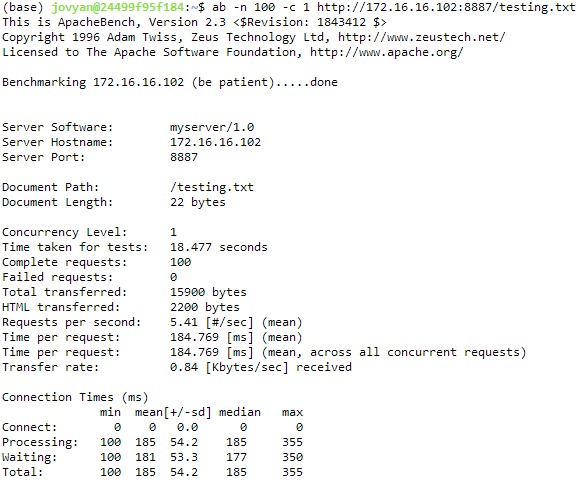 (base) jovyan@24499f95f184:~$ ab -n 100 -c 1 http://172.16.16.102:8887/testing.txt
This is ApacheBench, Version 2.3 <$Revision: 1843412 $>
Copyright 1996 Adam Twiss, Zeus Technology Ltd, http://www.zeustech.net/
Licensed to The Apache Software Foundation, http://www.apache.org/

Benchmarking 172.16.16.102 (be patient).....done


Server Software:        myserver/1.0
Server Hostname:        172.16.16.102
Server Port:            8887

Document Path:          /testing.txt
Document Length:        22 bytes

Concurrency Level:      1
Time taken for tests:   18.477 seconds
Complete requests:      100
Failed requests:        0
Total transferred:      15900 bytes
HTML transferred:       2200 bytes
Requests per second:    5.41 [#/sec] (mean)
Time per request:       184.769 [ms] (mean)
Time per request:       184.769 [ms] (mean, across all concurrent requests)
Transfer rate:          0.84 [Kbytes/sec] received

Connection Times (ms)
              min  mean[+/-sd] median   max
Connect:        0    0   0.0      0       0
Processing:   100  185  54.2    185     355
Waiting:      100  181  53.3    177     350
Total:        100  185  54.2    185     355